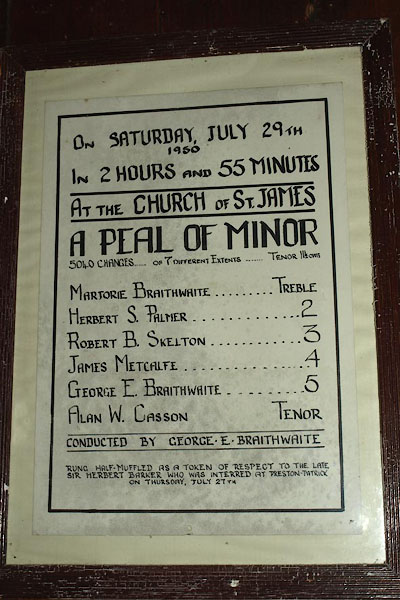 On Saturday, July 29th
1950
In 2 Hours and 55 Minutes
At the Church of St. James
A Peal of Minor
5040 Changes..... of 7 Different Extents ....... Tenor 11½ cwt
Marjorie Braithwaite ......... Treble
Herbert S. Palmer ............ 2
Robert B. Skelton ............ 3
James Metcalfe ............... 4
George E. Braithwaite ........ 5
Alan W. Casson Tenor
Conducted by George · E · Braithwaite
Rung half-muffled as a token of respect to the late
Sir Herbert Barker who was interred at Preston-Patrick
on Thursday, July 27th